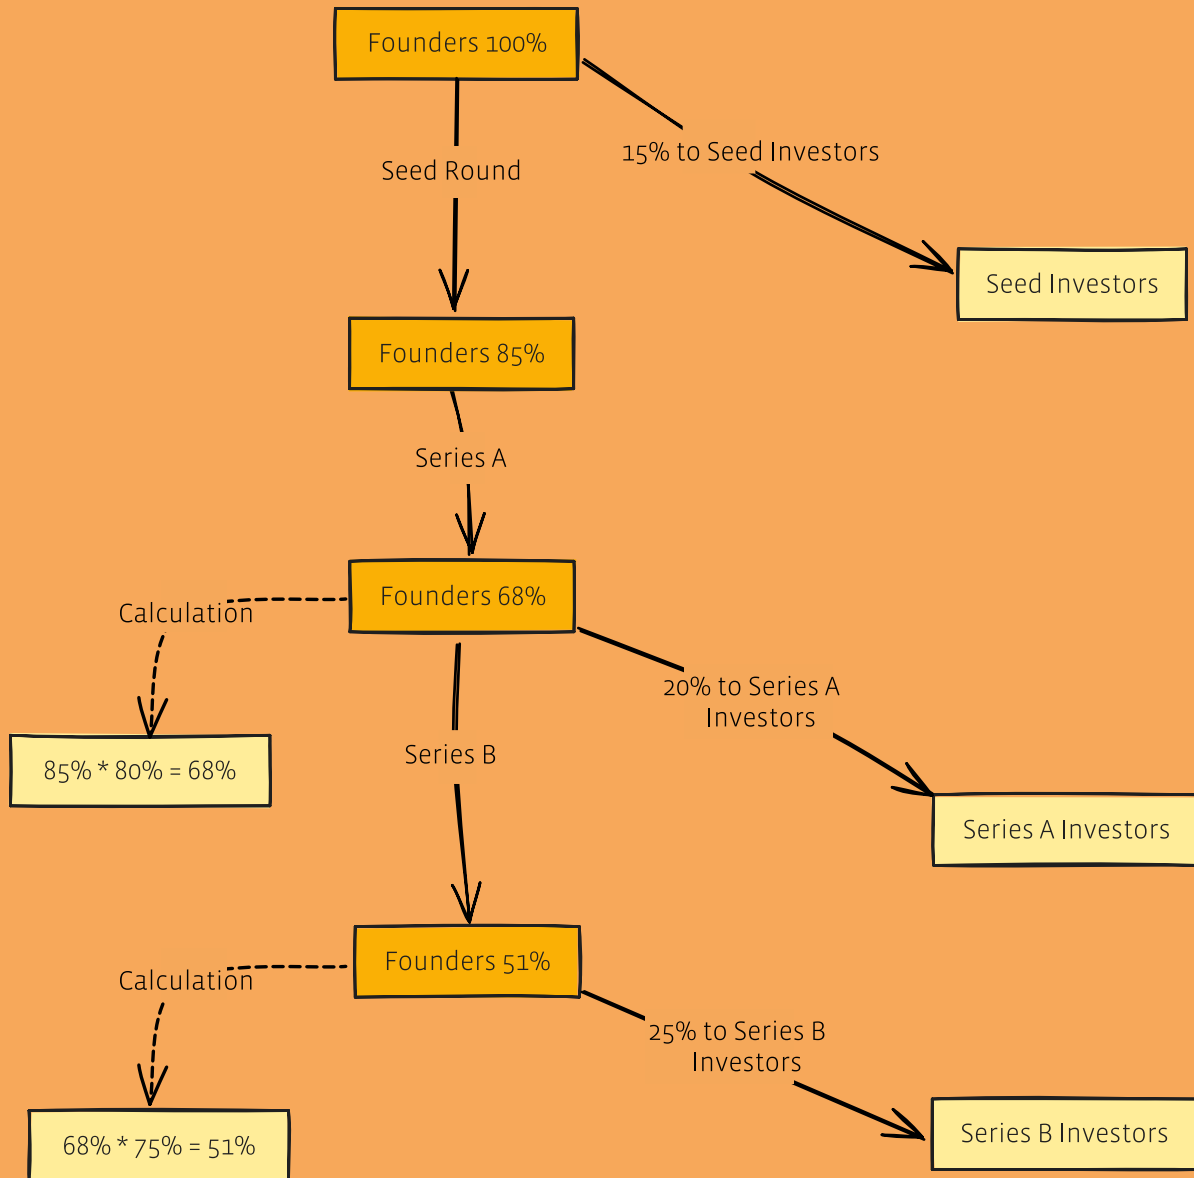 Founders 100%
15% to Seed Investors
Seed Round
Seed Investors
Founders 85%
Series A
Founders 68%
Calculation
20% to Series A
Investors
Series B
85% * 80% = 68%
Series A Investors
Founders 51%
Calculation
25% to Series B
Investors
Series B Investors
68% * 75% = 51%